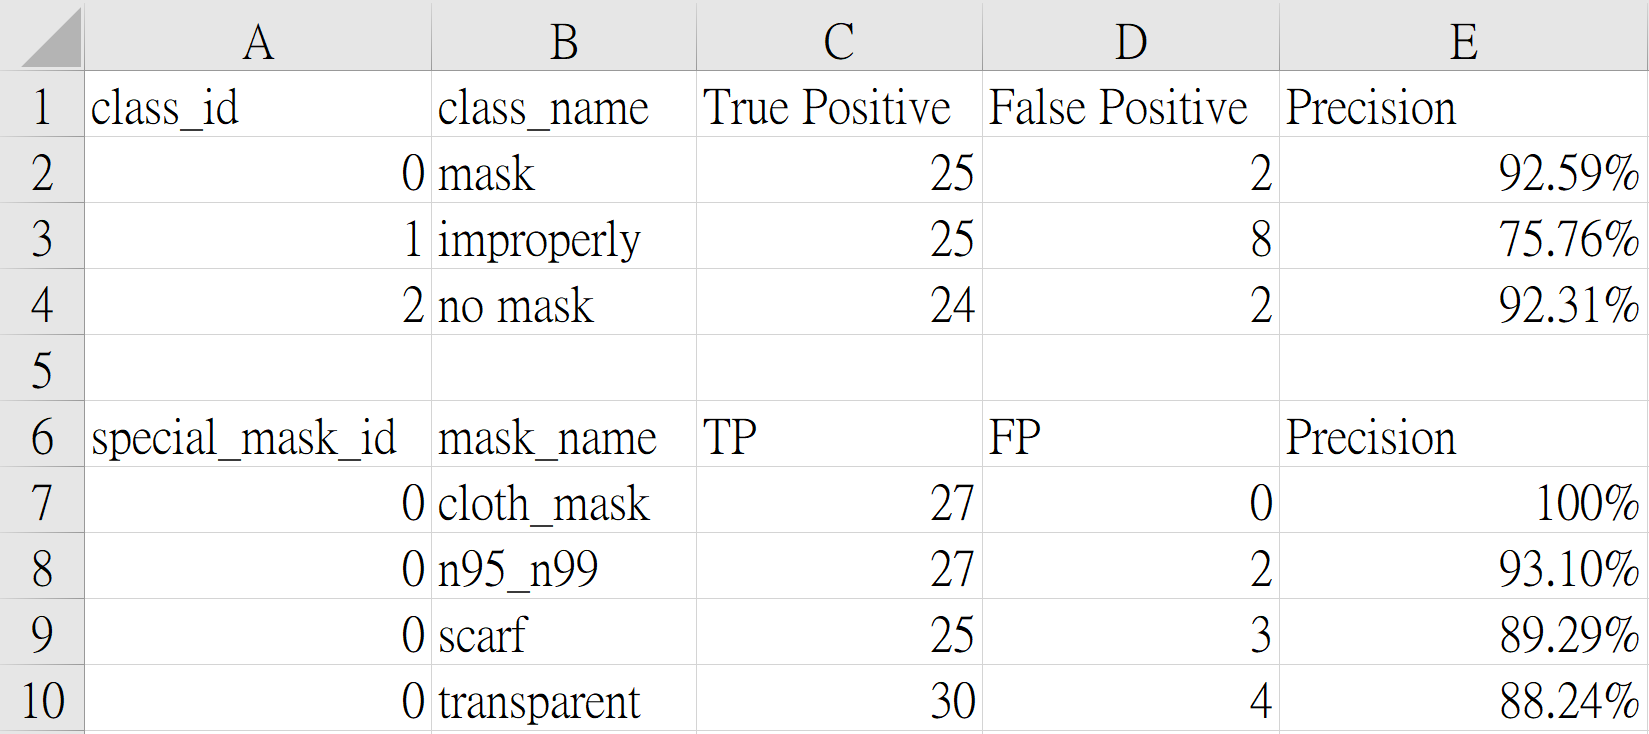 A B C D E
1 class_id class_name True Positive False Positive Precision
2 0 mask 25 2 92.59%
3 1 improperly 25 8 75.76%
4 2 no mask 24 2 92.31%
5
6 special_mask_id mask_name TP FP Precision
7 0 cloth_mask 27 0 100%
8 0 n95_n99 27 2 93.10%
9 0 scarf 25 3 89.29%
10 0 transparent 30 4 88.24%